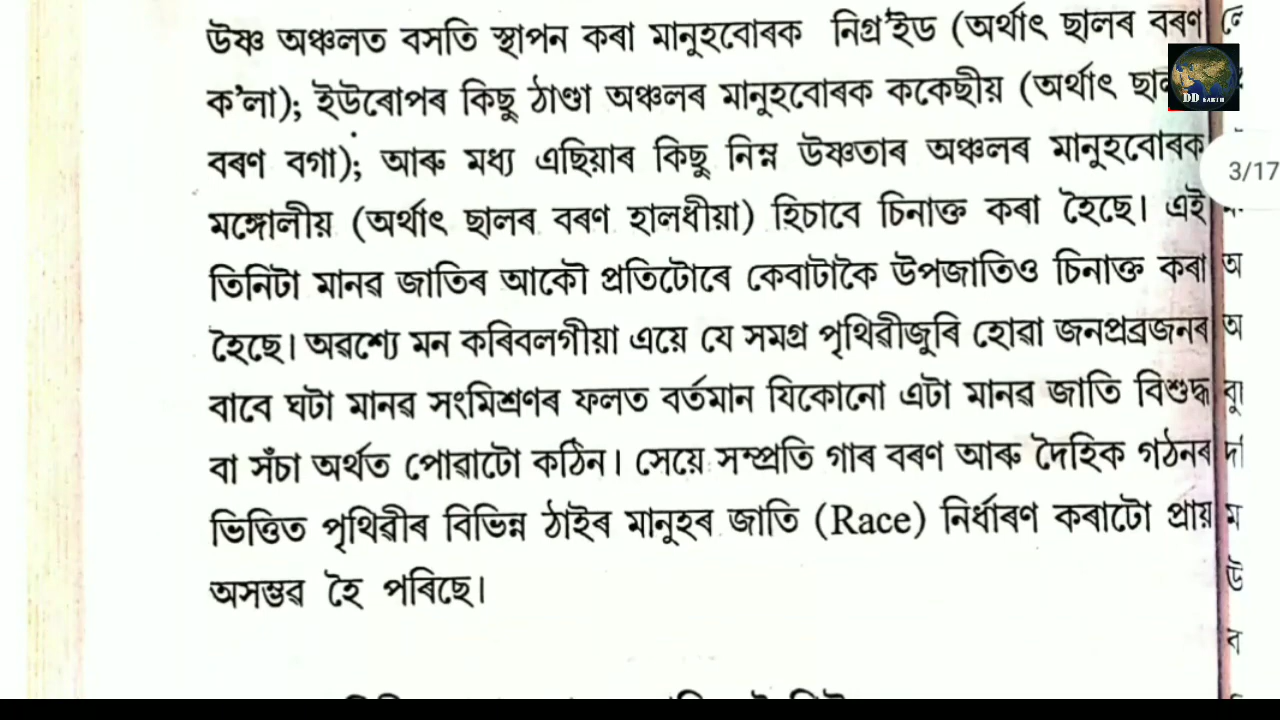 উষ্ণ অঞ্চলত বসতি স্থাপন কৰা মানুহবোৰক নিগ্ৰ'ইড (অৰ্থাৎ ছালৰ বৰণ
ক'লা); ইউৰোপৰ কিছু ঠাণ্ডা অঞ্চলৰ মানুহবোৰক ককেছীয় (অৰ্থাৎ
বৰণ বগা); আৰু মধ্য এছিয়াৰ কিছু নিম্ন উষ্ণতাৰ অঞ্চলৰ মানুহবোৰক
মঙ্গোলীয় (অৰ্থাৎ ছালৰ বৰণ হালধীয়া) হিচাবে চিনাক্ত কৰা হৈছে। এই
তিনিটা মানৱ জাতিৰ আকৌ প্ৰতিটোৰে কেবাটাকৈ উপজাতিও চিনাক্ত কৰা
হৈছে। অৱশ্যে মন কৰিবলগীয়া এয়ে যে সমগ্ৰ পৃথিৱীজুৰি হোৱা জনপ্ৰব্ৰজনৰ
বাবে ঘটা মানৱ সংমিশ্ৰণৰ ফলত বৰ্তমান যিকোনো এটা মানৱ জাতি বিশুদ্ধ
বা সঁচা অৰ্থত পোৱাটো কঠিন। সেয়ে সম্প্ৰতি গাৰ বৰণ আৰু দৈহিক গঠনৰ
ভিত্তিত পৃথিৱীৰ বিভিন্ন ঠাইৰ মানুহৰ জাতি (Race) নিৰ্ধাৰণ কৰাটো প্ৰায়
অসম্ভৱ হৈ পৰিছে।
DD EARTH
3/17